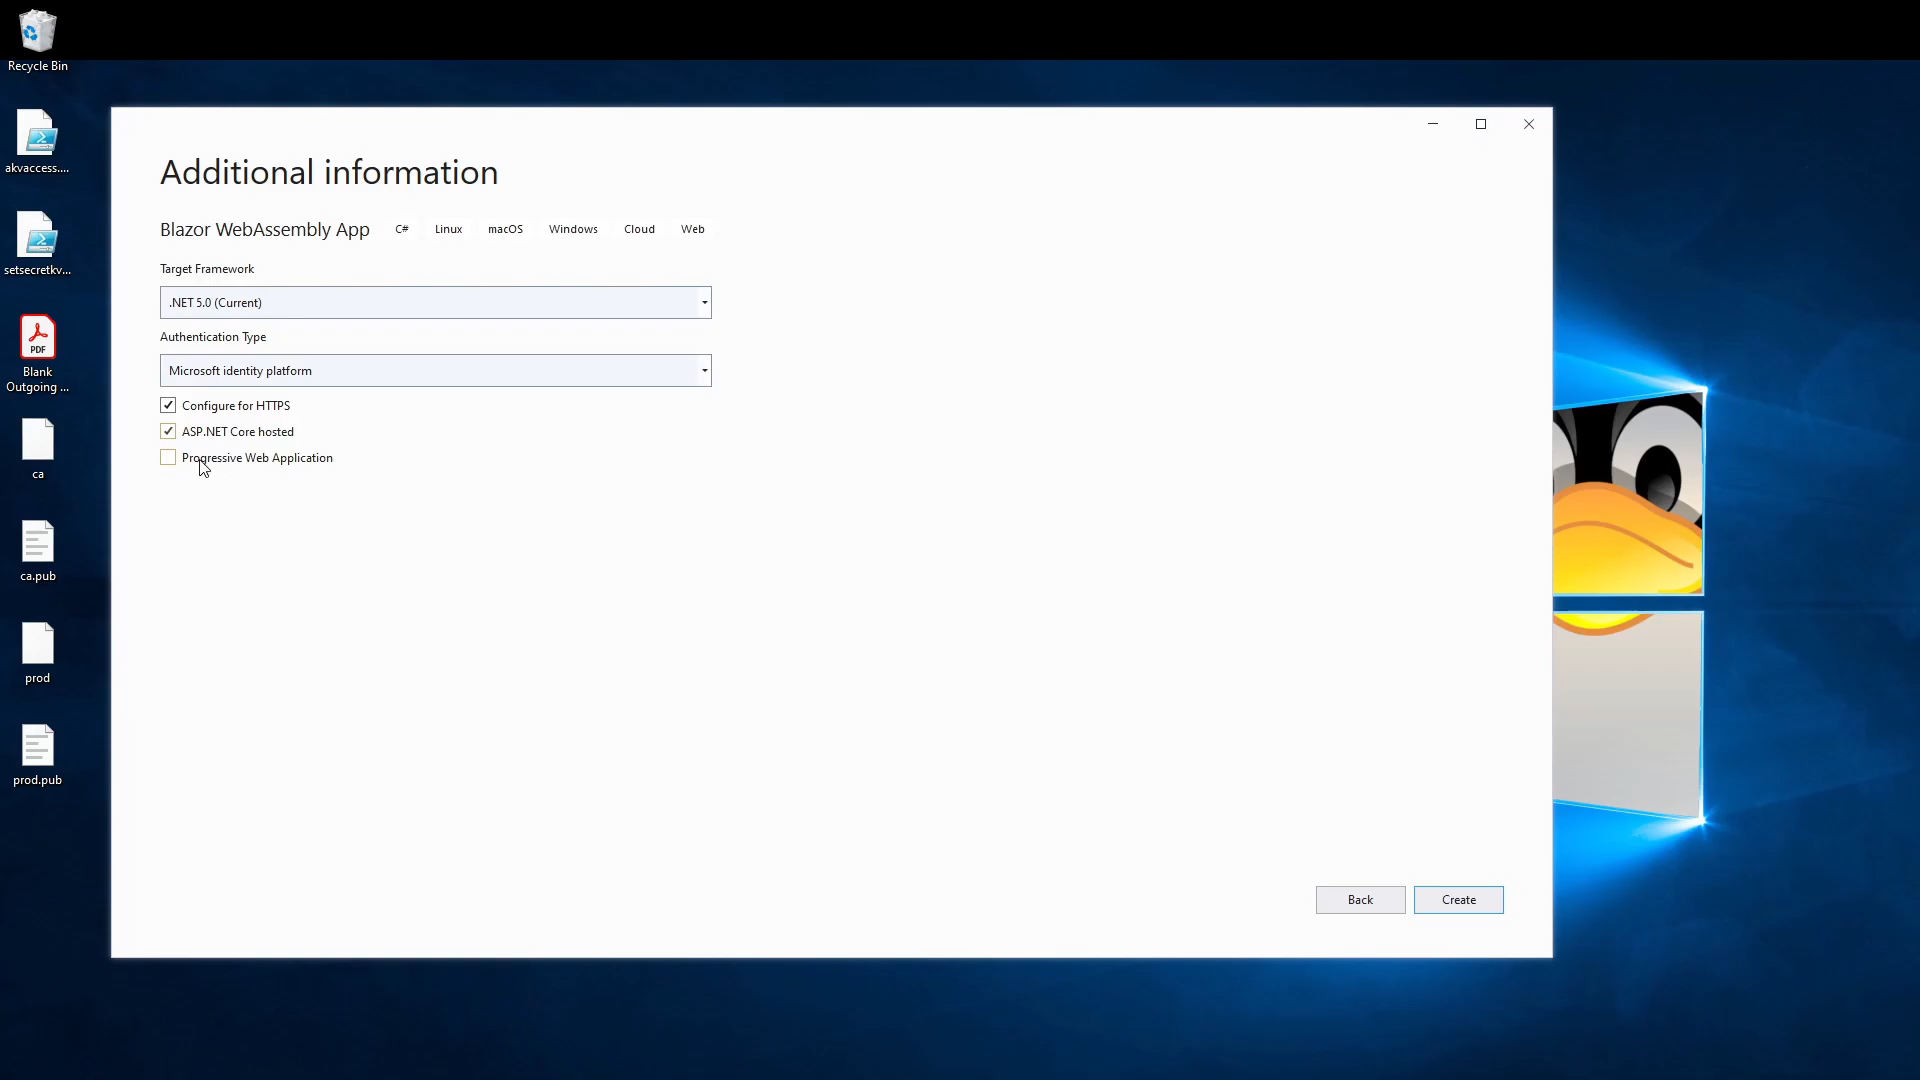 Recycle Bin
akvaccess....
setsecretkv...
PDF
Blank
Outgoing ...
ca
ca.pub
prod
prod.pub
Additional information
Blazor WebAssembly App C# Linux macOS Windows Cloud Web
Target Framework
.NET 5.0 (Current)
Authentication Type
Microsoft identity platform
Configure for HTTPS
ASP.NET Core hosted
Progressive Web Application
Back Create